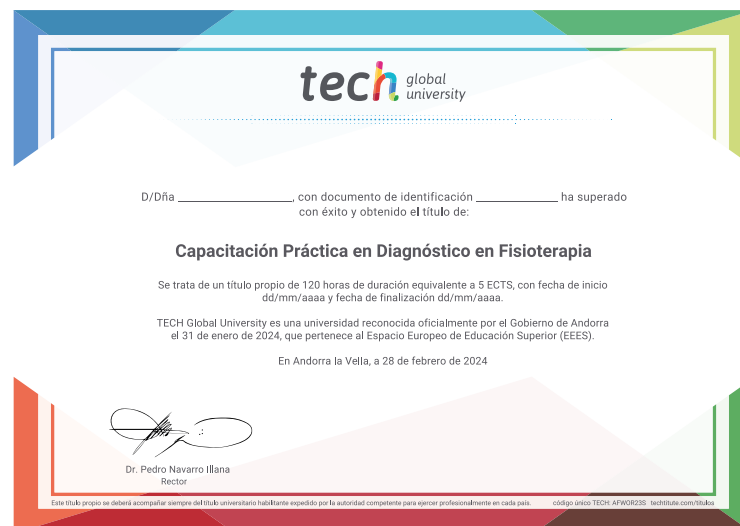 tech global university
D/Dña ______________, con documento de identificación ______________ ha superado
con éxito y obtenido el título de:
Capacitación Práctica en Diagnóstico en Fisioterapia
Se trata de un título propio de 120 horas de duración equivalente a 5 ECTS, con fecha de inicio
dd/mm/aaaa y fecha de finalización dd/mm/aaaa.
TECH Global University es una universidad reconocida oficialmente por el Gobierno de Andorra
el 31 de enero de 2024, que pertenece al Espacio Europeo de Educación Superior (EEES).
En Andorra la Vella, a 28 de febrero de 2024
Dr. Pedro Navarro Illana
Rector
Este título propio se deberá acompañar siempre del título universitario habilitante expedido por la autoridad competente para ejercer profesionalmente en cada país. código único TECH: AFWOR23S techtitute.com/titulos